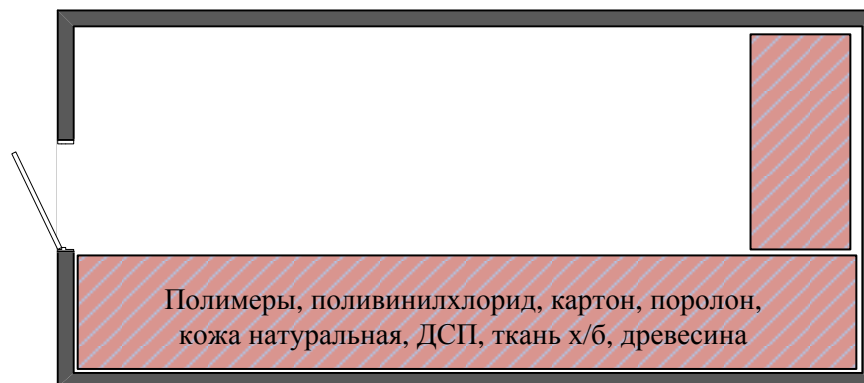 Полимеры, поливинилхлорид, картон, поролон,
кожа натуральная, ДСП, ткань х/б, древесина